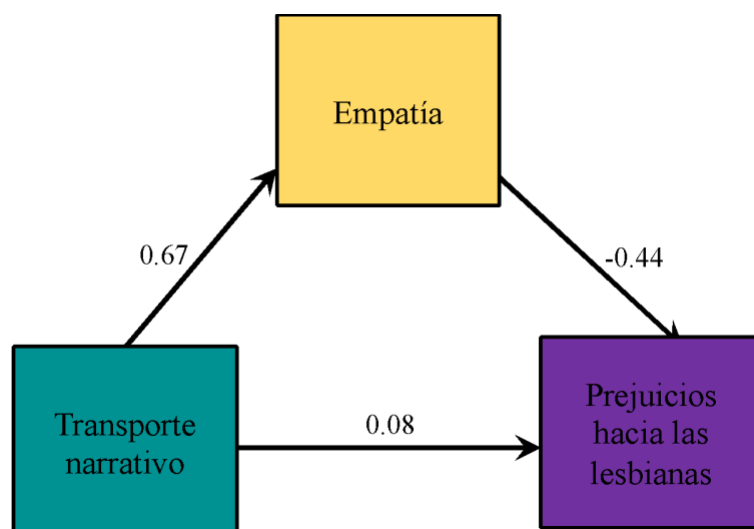 Empatía
0.67
-0.44
Transporte
narrativo
0.08
Prejuicios
hacia las
lesbianas